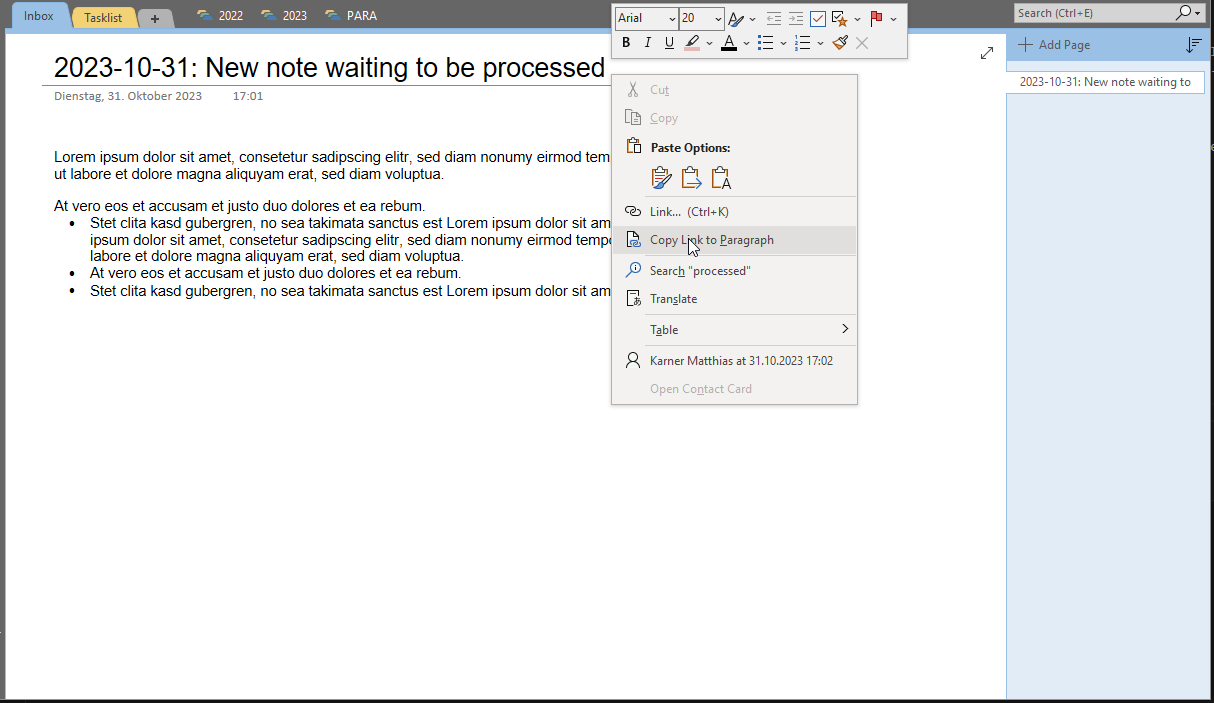 Inbox
Tasklist
2022
2023
PARA
Arial
20
B I U
Search (Ctrl+E)
Add Page
2023-10-31: New note waiting to
2023-10-31: New note waiting to be processed
Dienstag, 31. Oktober 2023 17:01
Lorem ipsum dolor sit amet, consetetur sadipscing elitr, sed diam nonumy eirmod tem
ut labore et dolore magna aliquyam erat, sed diam voluptua.
At vero eos et accusam et justo duo dolores et ea rebum.
• Stet clita kasd gubergren, no sea takimata sanctus est Lorem ipsum dolor sit am
ipsum dolor sit amet, consetetur sadipscing elitr, sed diam nonumy eirmod tempo
labore et dolore magna aliquyam erat, sed diam voluptua.
• At vero eos et accusam et justo duo dolores et ea rebum.
• Stet clita kasd gubergren, no sea takimata sanctus est Lorem ipsum dolor sit am
Cut
Copy
Paste Options:
Link... (Ctrl+K)
Copy Link to Paragraph
Search "processed"
Translate
Table
Karner Matthias at 31.10.2023 17:02
Open Contact Card